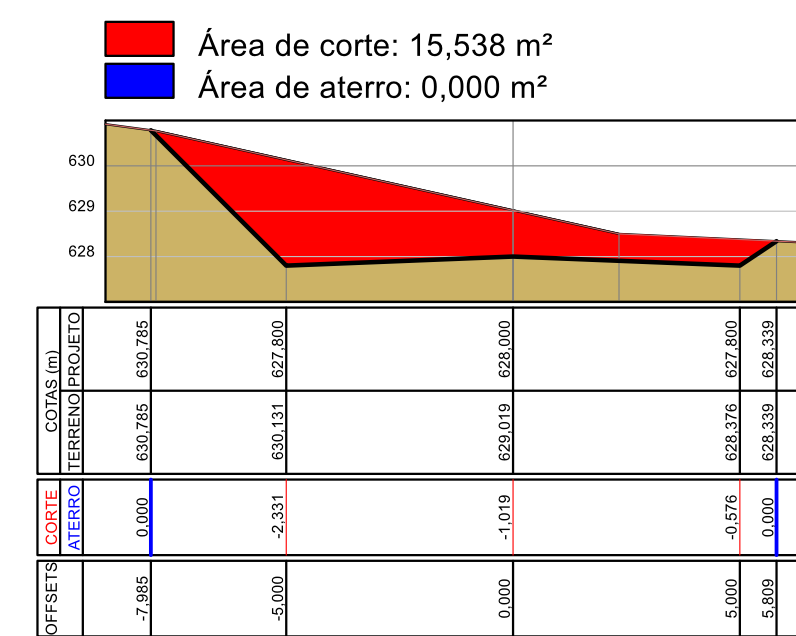 Área de corte: 15,538 m²
Área de aterro: 0,000 m²
630
629
628
COTAS (m)
PROJETO
630,785
627,800
628,000
627,800
628,339
TERRENO
630,785
630,131
629,019
628,376
628,339
CORTE
ATERRO
0,000
-2,331
-1,019
-0,576
0,000
OFFSETS
-7,985
-5,000
0,000
5,000
5,809